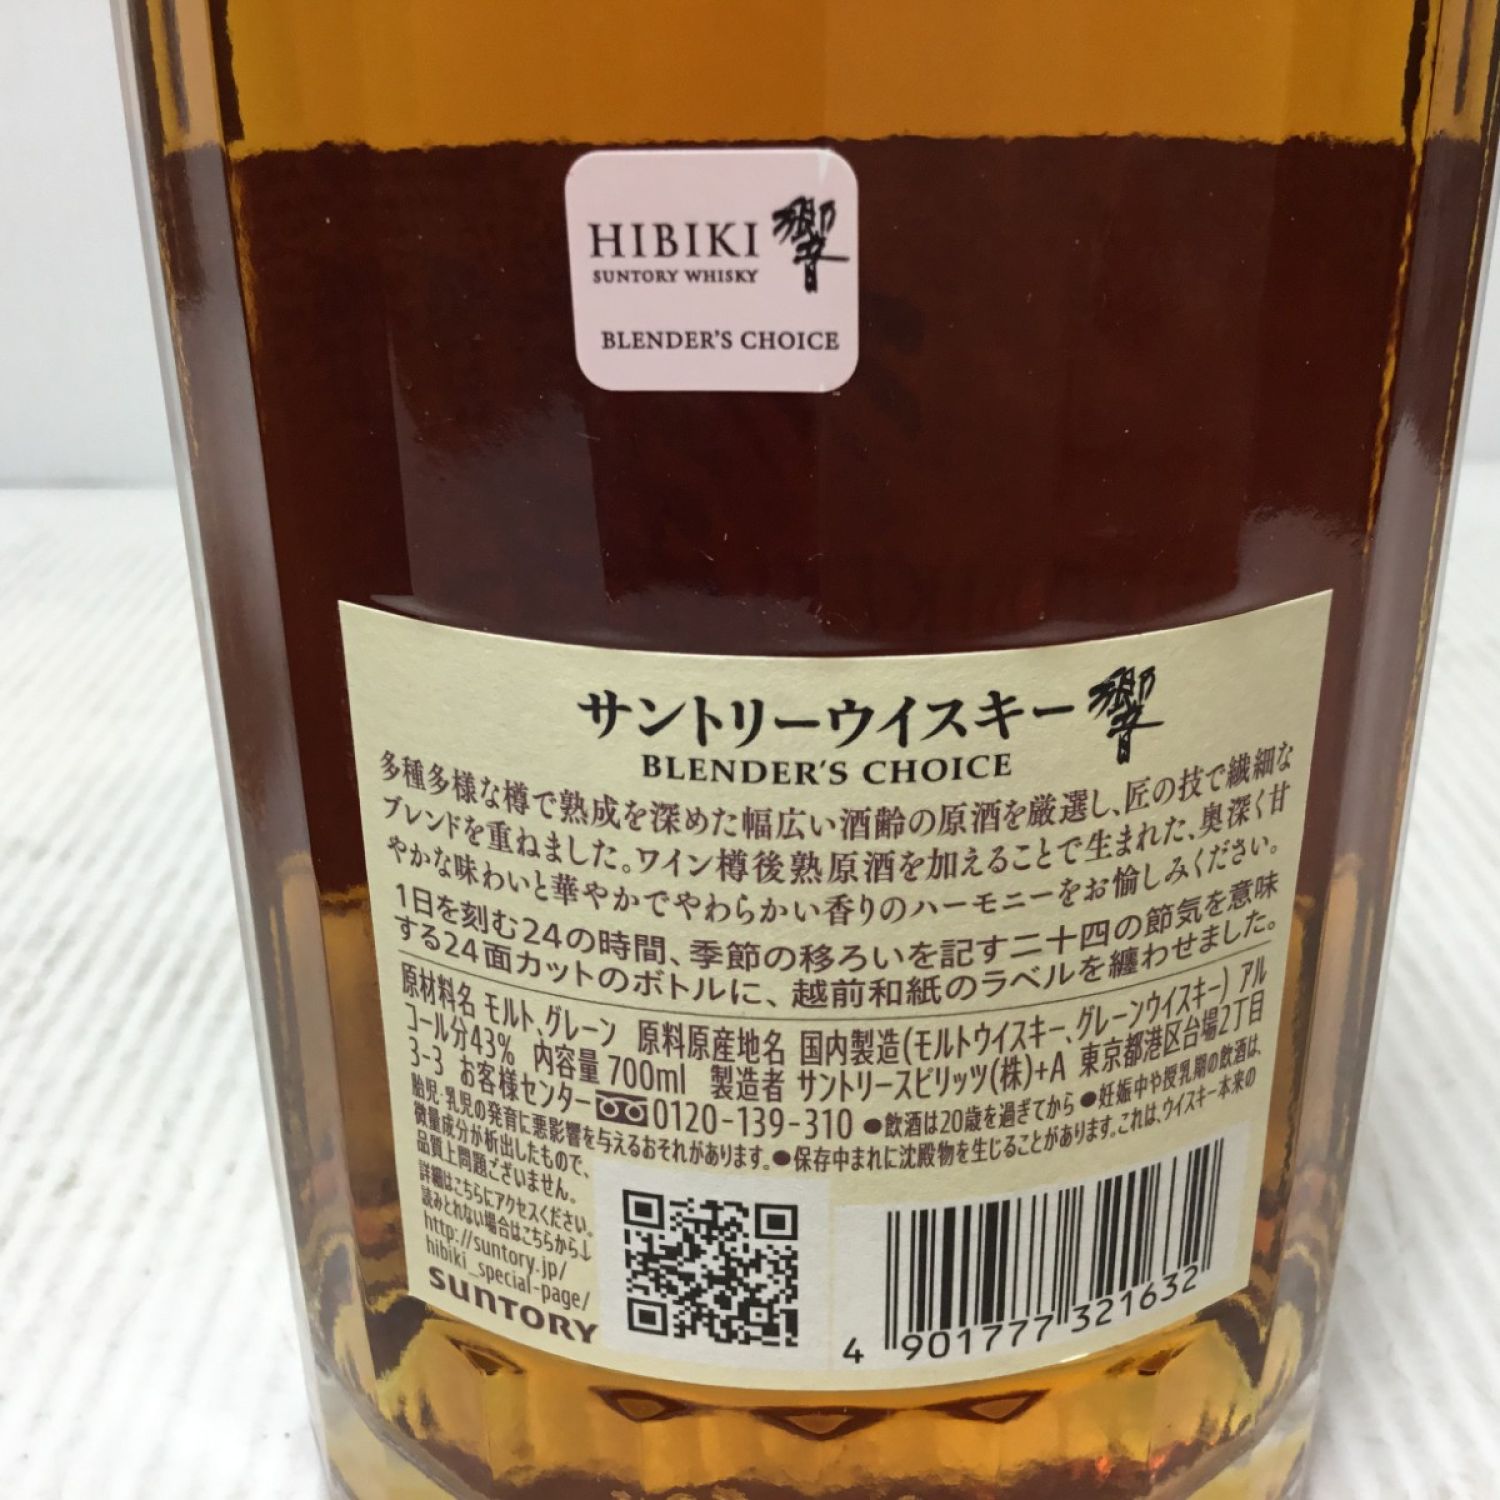 HIBIKI 響
SUNTORY WHISKY
BLENDER'S CHOICE
サントリーウイスキー 響
BLENDER'S CHOICE
多種多様な樽で熟成を深めた幅広い酒齢の原酒を厳選し、匠の技で繊細な
ブレンドを重ねました。ワイン樽後熟原酒を加えることで生まれた、奥深く甘
やかな味わいと華やかでやわらかい香りのハーモニーをお愉しみください。
1日を刻む24の時間、季節の移ろいを記す二十四の節気を意味
する24面カットのボトルに、越前和紙のラベルを纏わせました。
原材料名 モルト、グレーン 原料原産地名 国内製造(モルトウイスキー、グレーンウイスキー) アル
コール分43% 内容量 700ml 製造者 サントリースピリッツ(株)+A 東京都港区台場2丁目
3-3 お客様センター 0120-139-310 ●飲酒は20歳を過ぎてから ●妊娠中や授乳期の飲酒は、
胎児・乳児の発育に悪影響を与えるおそれがあります。●保存中まれに沈殿物を生じることがあります。これは、ウイスキー本来の
微量成分が析出したもので、
品質上問題ございません。
詳細はこちらにアクセスください。
読みとれない場合はこちらから↓
http://suntory.jp/
hibiki_special-page/
SUNTORY
4 901777 321632